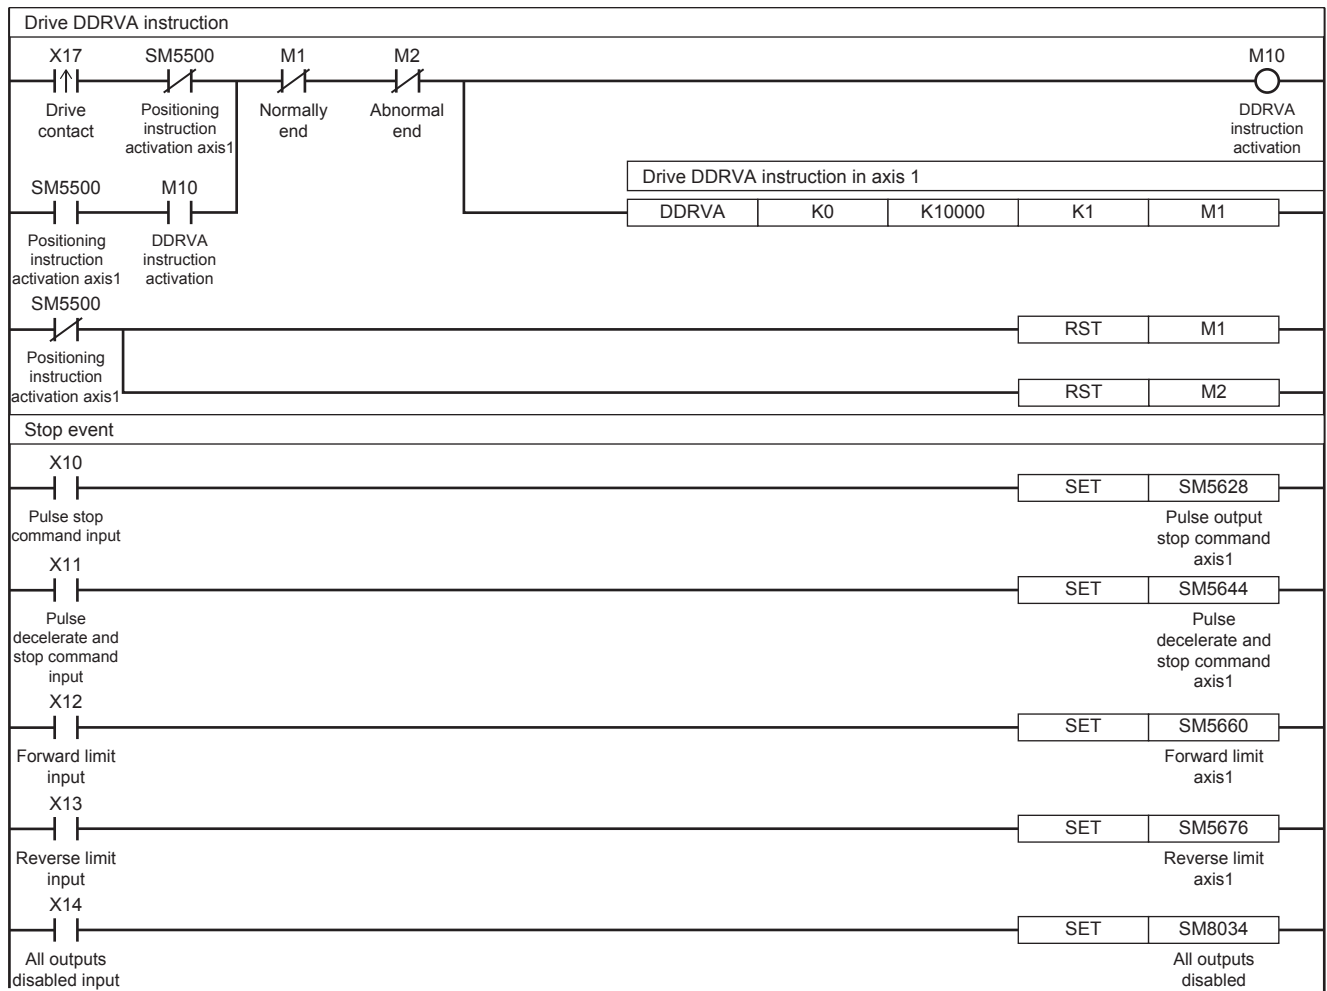 Drive DDRVA instruction
X17 SM5500 M1 M2 M10
Drive contact
Positioning instruction activation axis1
Normally end
Abnormal end
DDRVA instruction activation
Drive DDRVA instruction in axis 1
SM5500 M10
DDRVA K0 K10000 K1 M1
Positioning instruction activation axis1
DDRVA instruction activation
SM5500
RST M1
Positioning instruction activation axis1
RST M2
Stop event
X10
SET SM5628
Pulse stop command input
Pulse output stop command axis1
X11
SET SM5644
Pulse decelerate and stop command input
Pulse decelerate and stop command axis1
X12
SET SM5660
Forward limit input
Forward limit axis1
X13
SET SM5676
Reverse limit input
Reverse limit axis1
X14
SET SM8034
All outputs disabled input
All outputs disabled